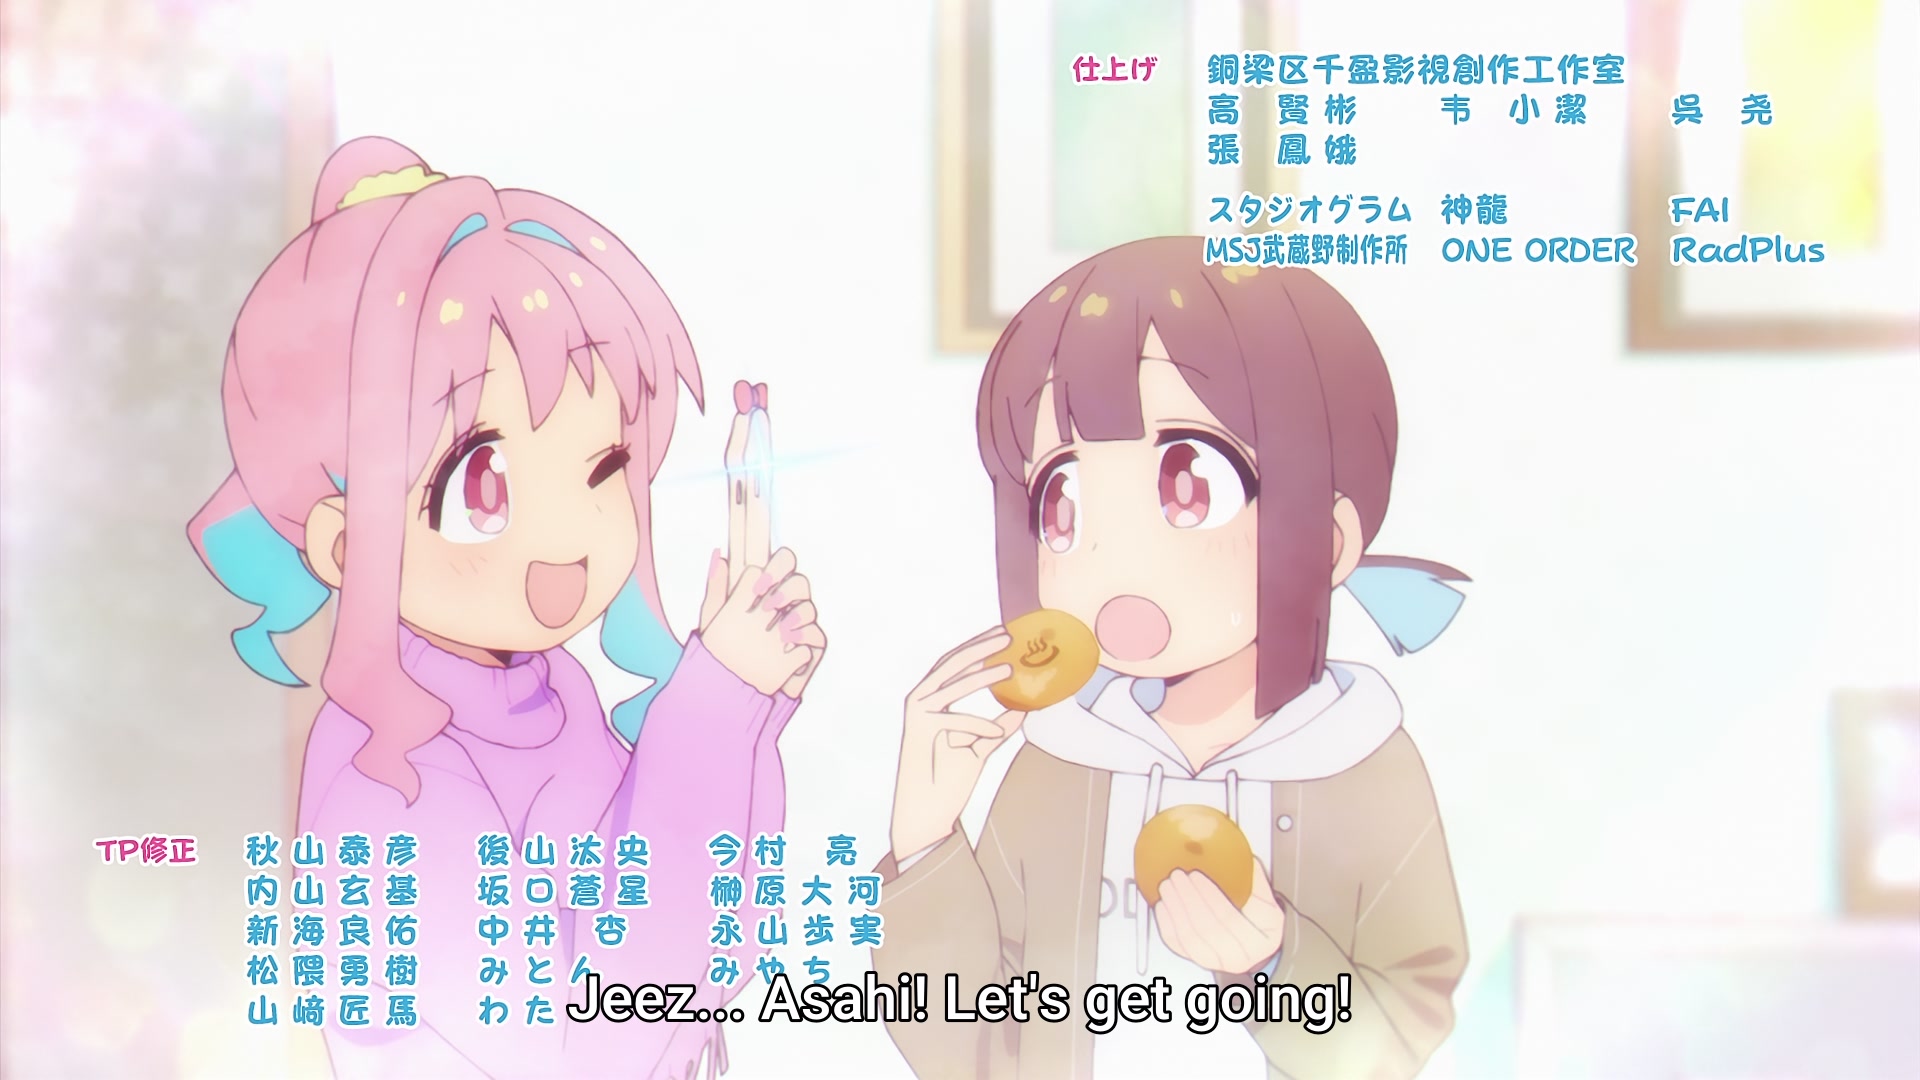 仕上げ 銅梁区千盈影視創作工作室
高 賢彬 韦 小潔 呉 尧
張 鳳娥
スタジオグラム 神龍 FAI
MSJ武蔵野制作所 ONE ORDER RadPlus
TP修正 秋山泰彦 後山汰央 今村 亮
内山玄基 坂口蒼星 榊原大河
新海良佑 中井 杏 永山歩実
松隈勇樹 みとん みやち
山﨑匠馬 わた
Jeez... Asahi! Let's get going!